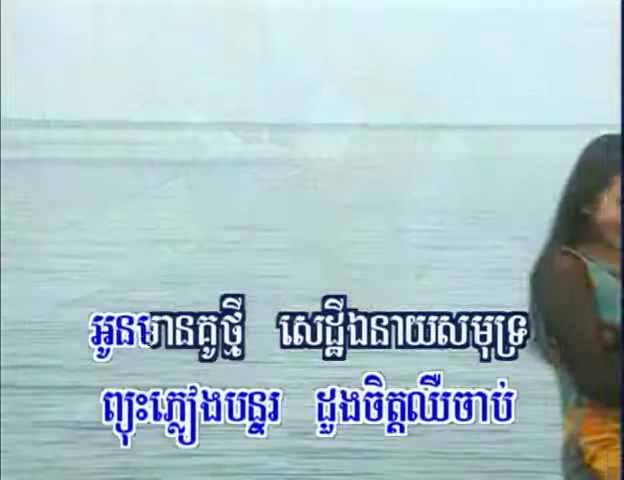 អូនមានគូថ្មី សេដ្ដីឯនាយសមុទ្រ
ព្យុះភ្លៀងបន្ទរ ដួងចិត្តឈឺចាប់